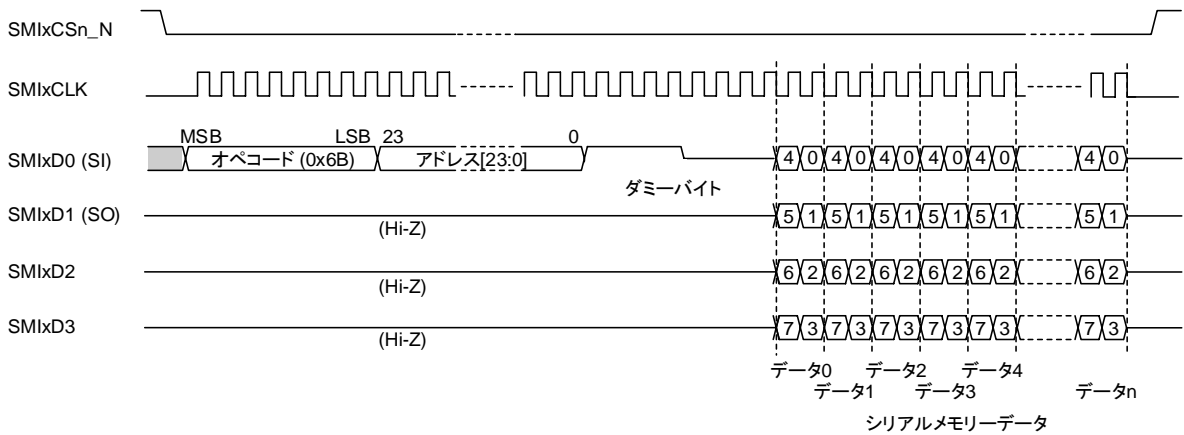 SMIxCSn_N
SMIxCLK
MSB LSB 23 0
SMIxD0 (SI) オペコード (0x6B) アドレス[23:0] 4 0 4 0 4 0 4 0 4 0 4 0
ダミーバイト
SMIxD1 (SO) 5 1 5 1 5 1 5 1 5 1 5 1
(Hi-Z)
SMIxD2 6 2 6 2 6 2 6 2 6 2 6 2
(Hi-Z)
SMIxD3 7 3 7 3 7 3 7 3 7 3 7 3
(Hi-Z)
データ0 データ2 データ4
データ1 データ3 データn
シリアルメモリーデータ